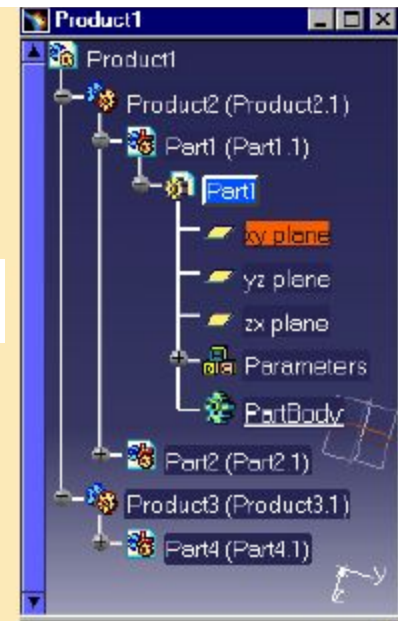 Product1
Product1
Product2 (Product2.1)
Part1 (Part1.1)
Part1
xy plane
yz plane
zx plane
Parameters
PartBody
Part2 (Part2.1)
Product3 (Product3.1)
Part4 (Part4.1)
y
z